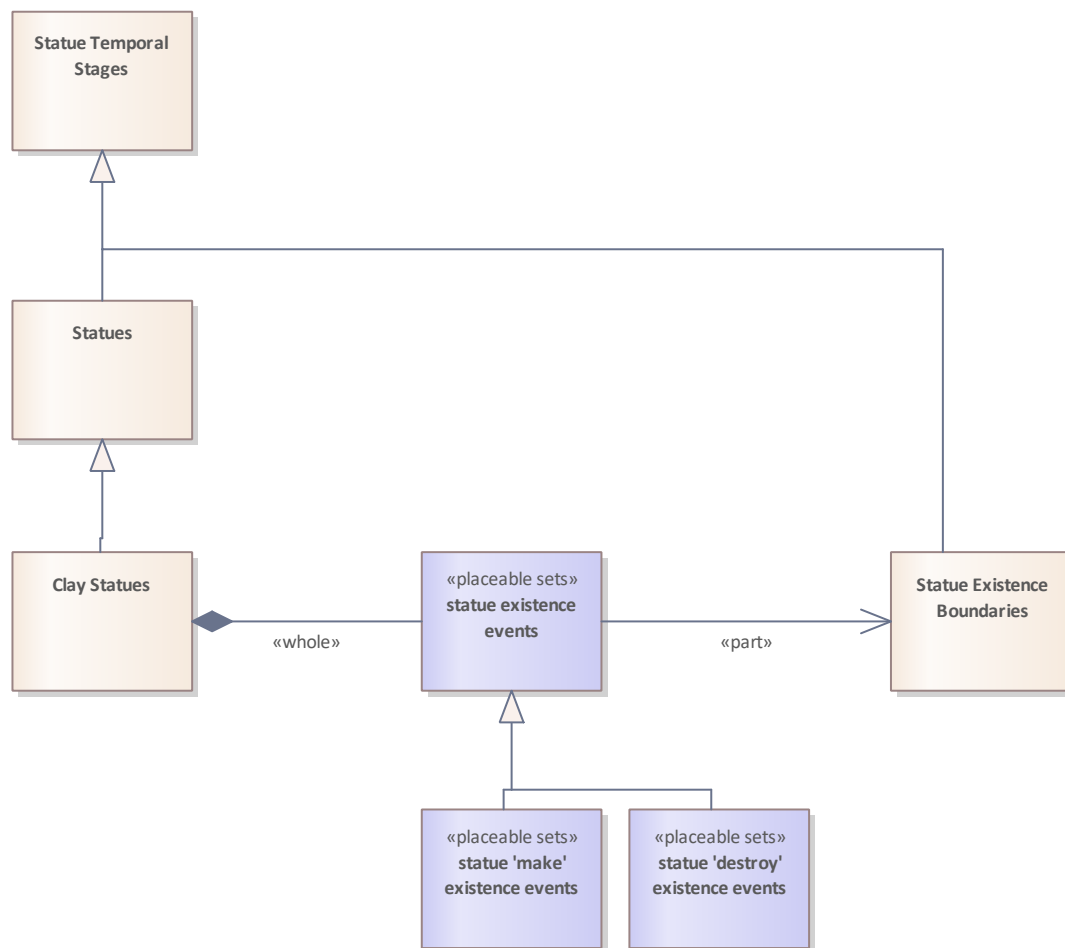 Statue Temporal
Stages
Statues
Clay Statues
«whole»
«placeable sets»
statue existence
events
«part»
Statue Existence
Boundaries
«placeable sets»
statue 'make'
existence events
«placeable sets»
statue 'destroy'
existence events